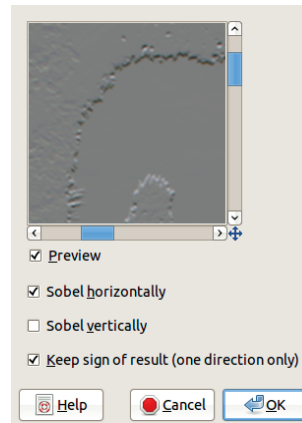 Preview
Sobel horizontally
Sobel vertically
Keep sign of result (one direction only)
Help Cancel OK